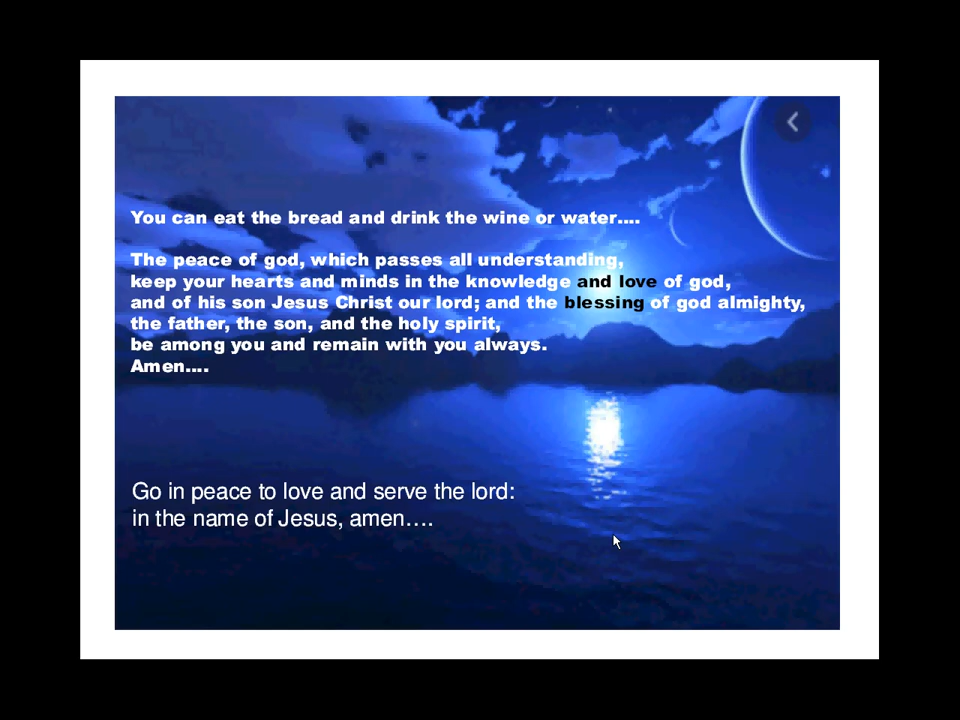 You can eat the bread and drink the wine or water....
The peace of god, which passes all understanding,
keep your hearts and minds in the knowledge and love of god,
and of his son Jesus Christ our lord; and the blessing of god almighty,
the father, the son, and the holy spirit,
be among you and remain with you always.
Amen....
Go in peace to love and serve the lord:
in the name of Jesus, amen….